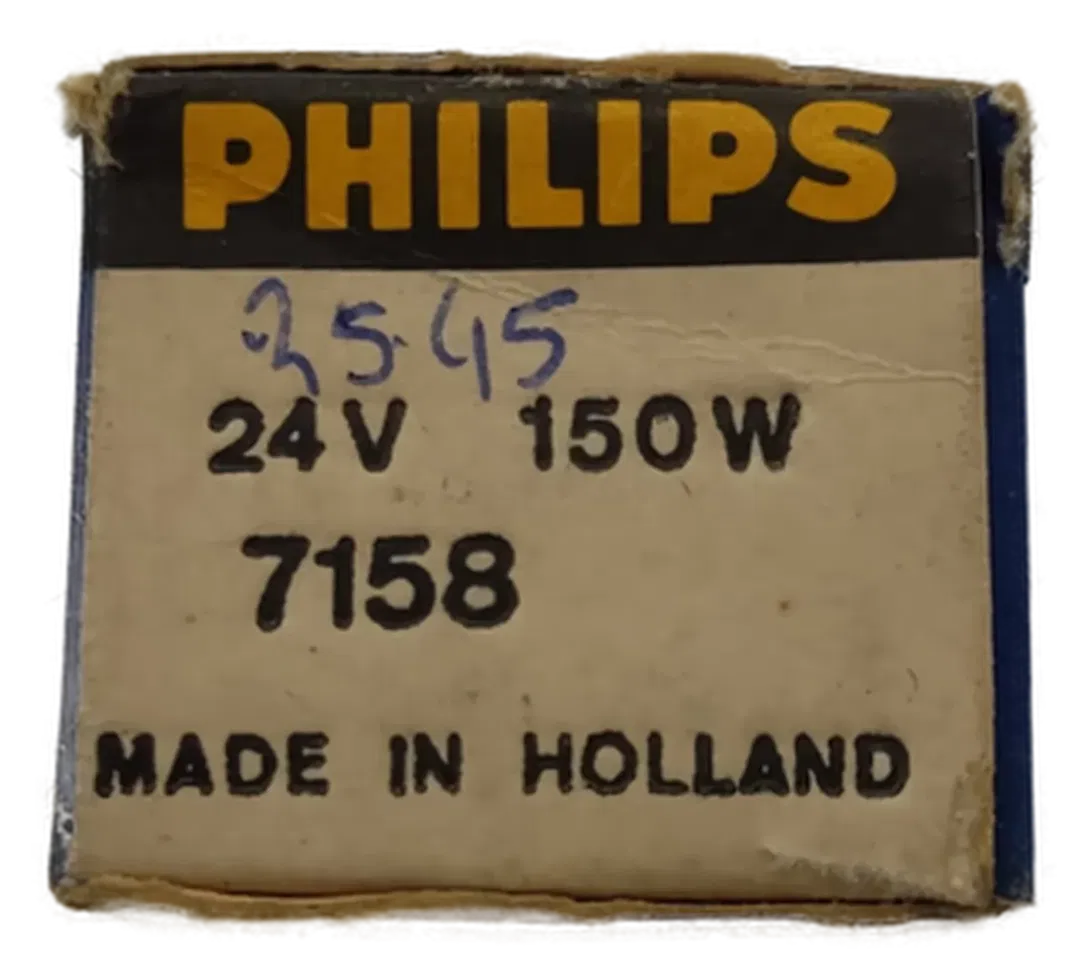 PHILIPS
2545
24V 150W
7158
MADE IN HOLLAND